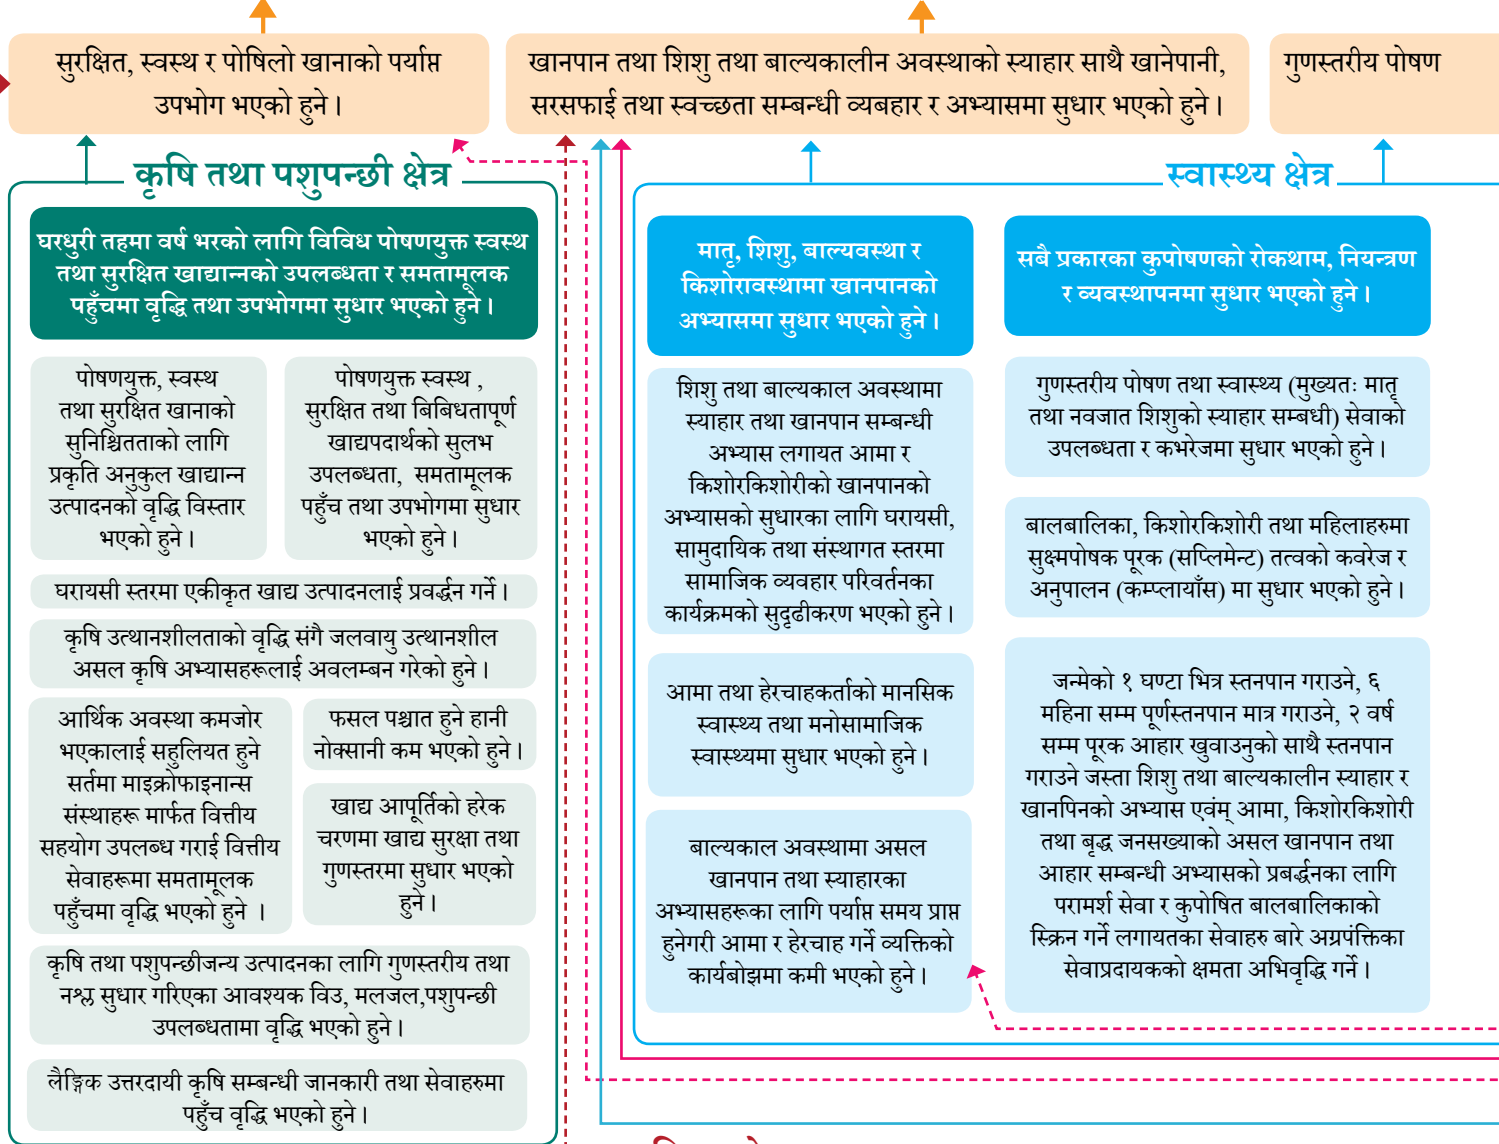 सुरक्षित, स्वस्थ र पोषिलो खानाको पर्याप्त
उपभोग भएको हुने ।
खानपान तथा शिशु तथा बाल्यकालीन अवस्थाको स्याहार साथै खानेपानी,
सरसफाई तथा स्वच्छता सम्बन्धी व्यबहार र अभ्यासमा सुधार भएको हुने ।
गुणस्तरीय पोषण
कृषि तथा पशुपन्छी क्षेत्र
घरधुरी तहमा वर्ष भरको लागि विविध पोषणयुक्त स्वस्थ
तथा सुरक्षित खाद्यान्नको उपलब्धता र समतामूलक
पहुँचमा वृद्धि तथा उपभोगमा सुधार भएको हुने ।
पोषणयुक्त, स्वस्थ
तथा सुरक्षित खानाको
सुनिश्चितताको लागि
प्रकृति अनुकुल खाद्यान्न
उत्पादनको वृद्धि विस्तार
भएको हुने ।
पोषणयुक्त स्वस्थ ,
सुरक्षित तथा बिबिधतापूर्ण
खाद्यपदार्थको सुलभ
उपलब्धता, समतामूलक
पहुँच तथा उपभोगमा सुधार
भएको हुने ।
घरायसी स्तरमा एकीकृत खाद्य उत्पादनलाई प्रवर्द्धन गर्ने ।
कृषि उत्थानशीलताको वृद्धि संगै जलवायु उत्थानशील
असल कृषि अभ्यासहरूलाई अवलम्बन गरेको हुने ।
आर्थिक अवस्था कमजोर
भएकालाई सहुलियत हुने
सर्तमा माइक्रोफाइनान्स
संस्थाहरू मार्फत वित्तीय
सहयोग उपलब्ध गराई वित्तीय
सेवाहरूमा समतामूलक
पहुँचमा वृद्धि भएको हुने ।
फसल पश्चात हुने हानी
नोक्सानी कम भएको हुने ।
खाद्य आपूर्तिको हरेक
चरणमा खाद्य सुरक्षा तथा
गुणस्तरमा सुधार भएको
हुने ।
कृषि तथा पशुपन्छीजन्य उत्पादनका लागि गुणस्तरीय तथा
नश्ल सुधार गरिएका आवश्यक विउ, मलजल,पशुपन्छी
उपलब्धतामा वृद्धि भएको हुने ।
लैङ्गिक उत्तरदायी कृषि सम्बन्धी जानकारी तथा सेवाहरुमा
पहुँच वृद्धि भएको हुने ।
स्वास्थ्य क्षेत्र
मातृ, शिशु, बाल्यवस्था र
किशोरावस्थामा खानपानको
अभ्यासमा सुधार भएको हुने ।
शिशु तथा बाल्यकाल अवस्थामा
स्याहार तथा खानपान सम्बन्धी
अभ्यास लगायत आमा र
किशोरकिशोरीको खानपानको
अभ्यासको सुधारका लागि घरायसी,
सामुदायिक तथा संस्थागत स्तरमा
सामाजिक व्यवहार परिवर्तनका
कार्यक्रमको सुदृढीकरण भएको हुने ।
आमा तथा हेरचाहकर्ताको मानसिक
स्वास्थ्य तथा मनोसामाजिक
स्वास्थ्यमा सुधार भएको हुने ।
बाल्यकाल अवस्थामा असल
खानपान तथा स्याहारका
अभ्यासहरूका लागि पर्याप्त समय प्राप्त
हुनेगरी आमा र हेरचाह गर्ने व्यक्तिको
कार्यबोझमा कमी भएको हुने ।
सबै प्रकारका कुपोषणको रोकथाम, नियन्त्रण
र व्यवस्थापनमा सुधार भएको हुने ।
गुणस्तरीय पोषण तथा स्वास्थ्य (मुख्यतः मातृ
तथा नवजात शिशुको स्याहार सम्बधी) सेवाको
उपलब्धता र कभरेजमा सुधार भएको हुने ।
बालबालिका, किशोरकिशोरी तथा महिलाहरुमा
सुक्ष्मपोषक पूरक (सप्लिमेन्ट) तत्वको कवरेज र
अनुपालन (कम्प्लायाँस) मा सुधार भएको हुने ।
जन्मेको १ घण्टा भित्र स्तनपान गराउने, ६
महिना सम्म पूर्णस्तनपान मात्र गराउने, २ वर्ष
सम्म पूरक आहार खुवाउनुको साथै स्तनपान
गराउने जस्ता शिशु तथा बाल्यकालीन स्याहार र
खानपिनको अभ्यास एवंम् आमा, किशोरकिशोरी
तथा बृद्ध जनसख्याको असल खानपान तथा
आहार सम्बन्धी अभ्यासको प्रबर्द्धनका लागि
परामर्श सेवा र कुपोषित बालबालिकाको
स्क्रिन गर्ने लगायतका सेवाहरु बारे अग्रपंक्तिका
सेवाप्रदायकको क्षमता अभिवृद्धि गर्ने ।